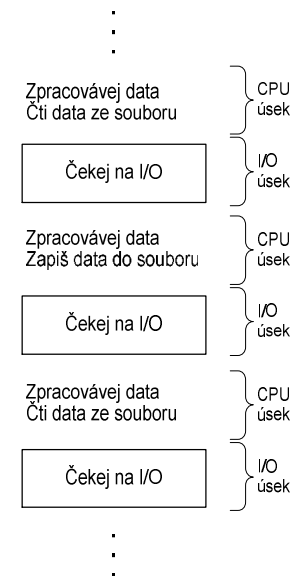 Zpracovávej data
Čti data ze souboru
CPU
úsek
Čekej na I/O
I/O
úsek
Zpracovávej data
Zapiš data do souboru
CPU
úsek
Čekej na I/O
I/O
úsek
Zpracovávej data
Čti data ze souboru
CPU
úsek
Čekej na I/O
I/O
úsek